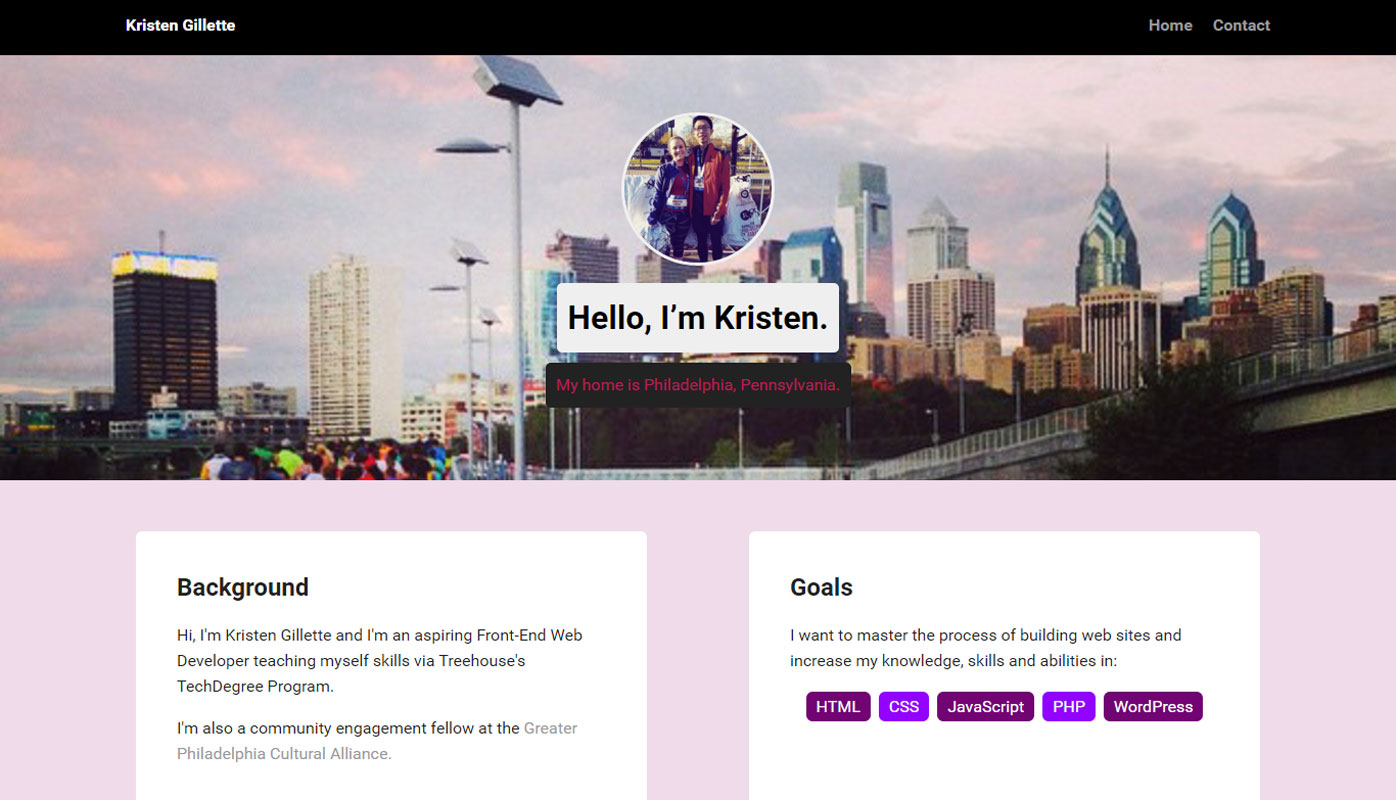 Kristen Gillette
Home Contact
Hello, I’m Kristen.
My home is Philadelphia, Pennsylvania.
Background
Hi, I'm Kristen Gillette and I'm an aspiring Front-End Web
Developer teaching myself skills via Treehouse's
TechDegree Program.
I'm also a community engagement fellow at the Greater
Philadelphia Cultural Alliance.
Goals
I want to master the process of building web sites and
increase my knowledge, skills and abilities in:
HTML CSS JavaScript PHP WordPress